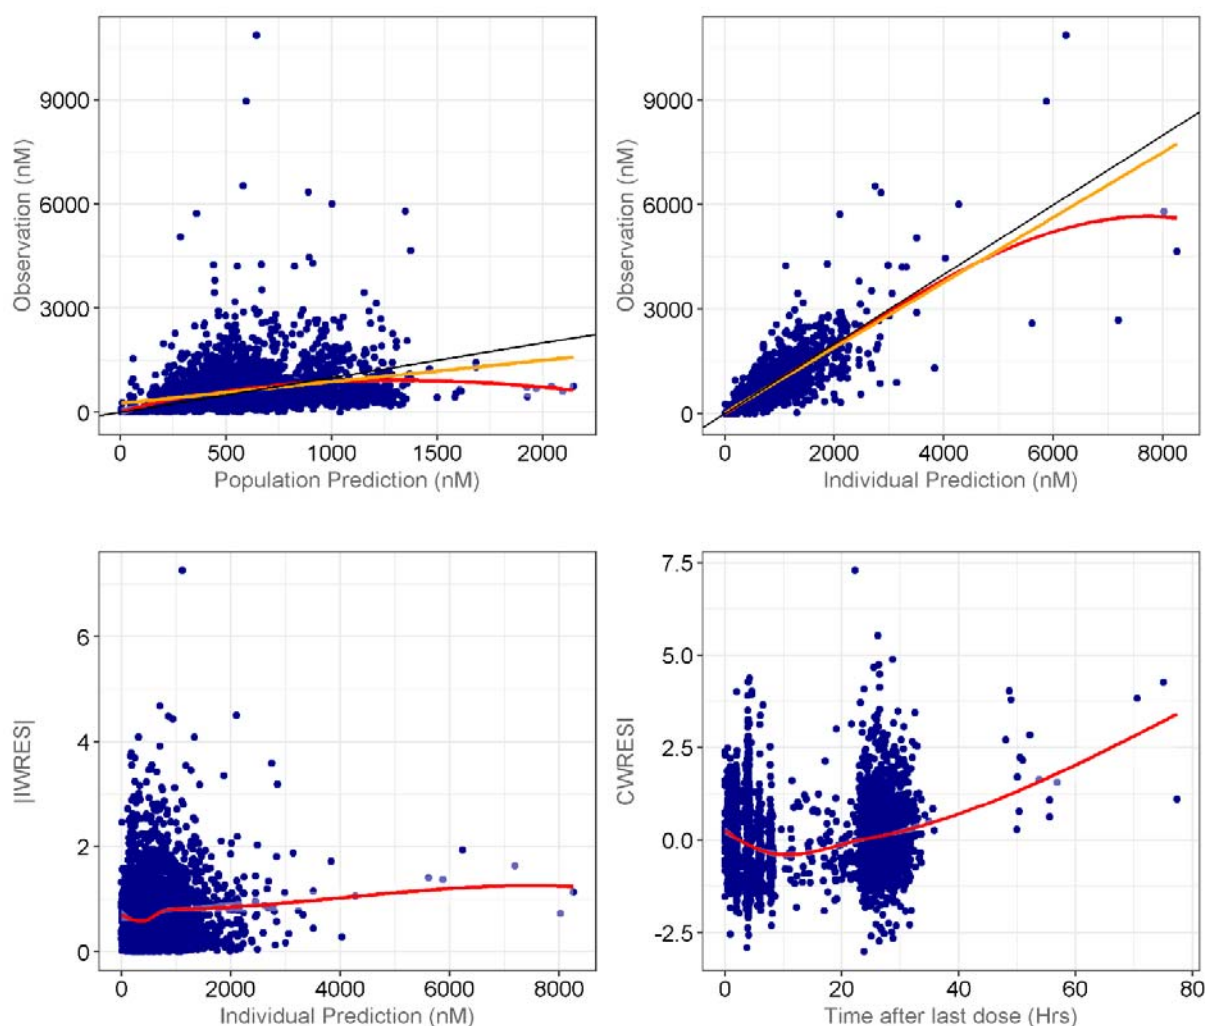 Observation (nM)
9000
6000
3000
0
0 500 1000 1500 2000
Population Prediction (nM)
Observation (nM)
9000
6000
3000
0
0 2000 4000 6000 8000
Individual Prediction (nM)
|IWRES|
6
4
2
0
0 2000 4000 6000 8000
Individual Prediction (nM)
CWRESI
7.5
5.0
2.5
0.0
-2.5
0 20 40 60 80
Time after last dose (Hrs)